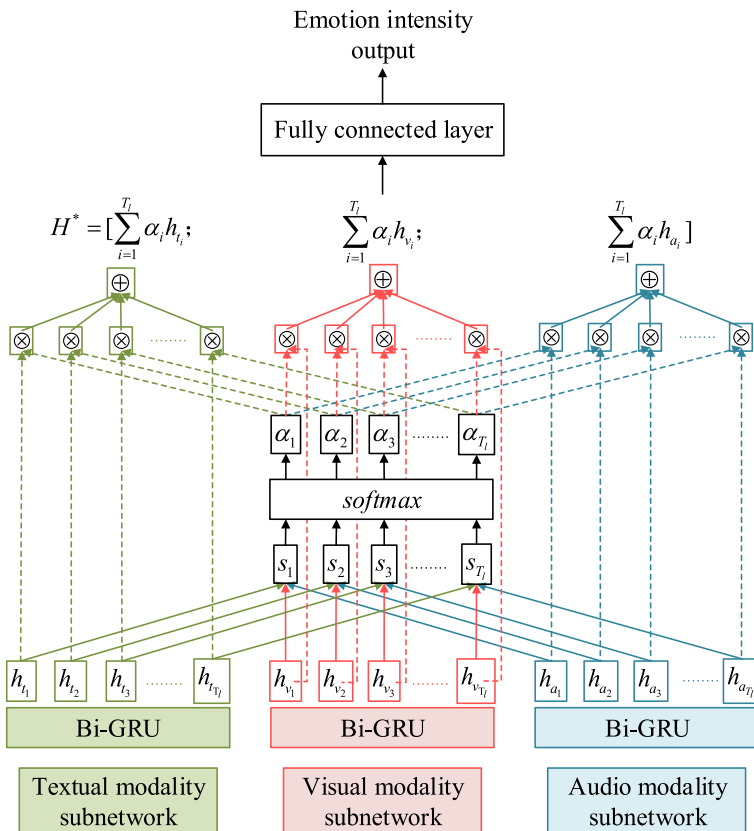 Emotion intensity
output
Fully connected layer
H* = [∑_{i=1}^{T_l} α_i h_{t_i}; ∑_{i=1}^{T_l} α_i h_{v_i}; ∑_{i=1}^{T_l} α_i h_{a_i}]
⊕ ⊕ ⊕
⊗ ⊗ ⊗ ........ ⊗ ⊗ ⊗ ⊗ ........ ⊗ ⊗ ⊗ ⊗ ........ ⊗
α_1 α_2 α_3 ........ α_{T_l}
softmax
s_1 s_2 s_3 ........ s_{T_l}
h_{t_1} h_{t_2} h_{t_3} ........ h_{t_{T_l}} h_{v_1} h_{v_2} h_{v_3} ........ h_{v_{T_l}} h_{a_1} h_{a_2} h_{a_3} ........ h_{a_{T_l}}
Bi-GRU Bi-GRU Bi-GRU
Textual modality
subnetwork
Visual modality
subnetwork
Audio modality
subnetwork